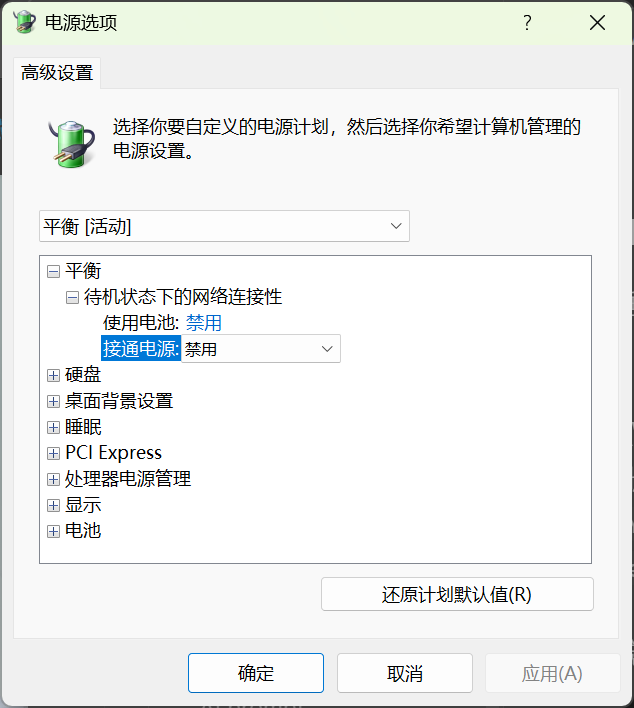 电源选项
?
高级设置
选择你要自定义的电源计划，然后选择你希望计算机管理的
电源设置。
平衡 [活动]
平衡
待机状态下的网络连接性
使用电池: 禁用
接通电源: 禁用
硬盘
桌面背景设置
睡眠
PCI Express
处理器电源管理
显示
电池
还原计划默认值(R)
确定
取消
应用(A)